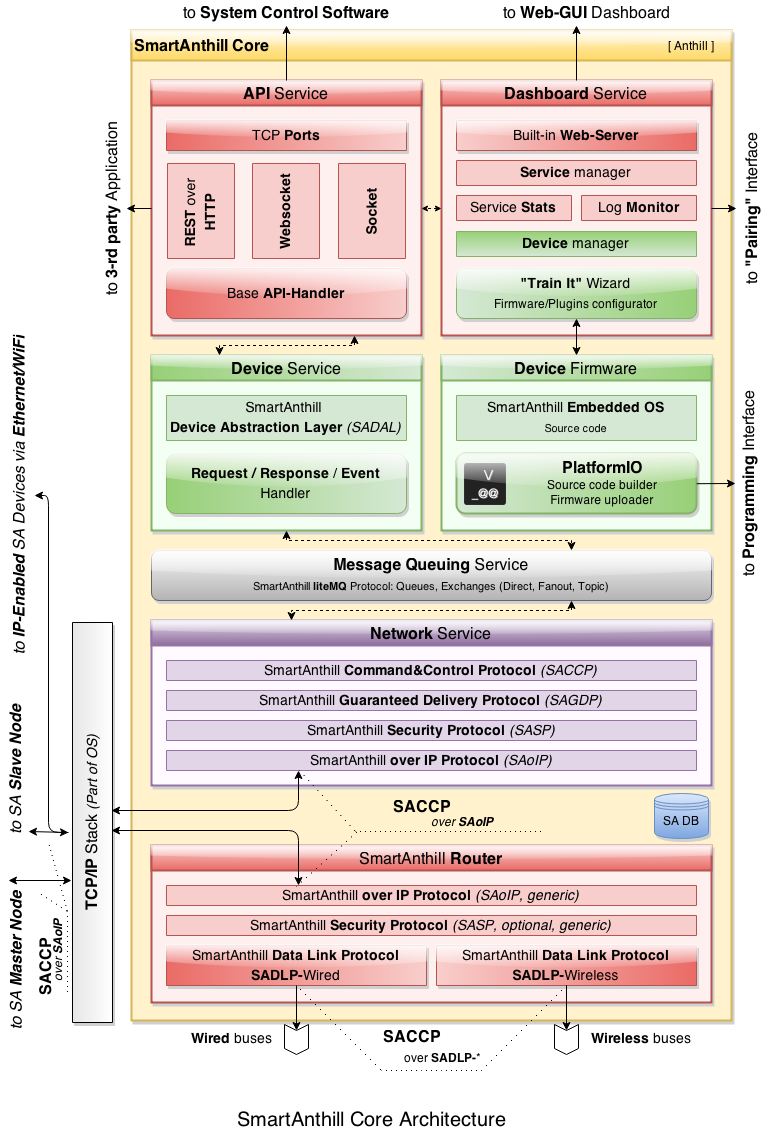 to System Control Software
to Web-GUI Dashboard
SmartAnthill Core
[ Anthill ]
API Service
TCP Ports
REST over
HTTP
Websocket
Socket
Base API-Handler
Dashboard Service
Built-in Web-Server
Service manager
Service Stats
Log Monitor
Device manager
"Train It" Wizard
Firmware/Plugins configurator
to 3-rd party Application
to "Pairing" Interface
Device Service
SmartAnthill
Device Abstraction Layer (SADAL)
Request / Response / Event
Handler
Device Firmware
SmartAnthill Embedded OS
Source code
V
_@@
PlatformIO
Source code builder
Firmware uploader
to Programming Interface
Message Queuing Service
SmartAnthill liteMQ Protocol: Queues, Exchanges (Direct, Fanout, Topic)
Network Service
SmartAnthill Command&Control Protocol (SACCP)
SmartAnthill Guaranteed Delivery Protocol (SAGDP)
SmartAnthill Security Protocol (SASP)
SmartAnthill over IP Protocol (SAoIP)
to IP-Enabled SA Devices via Ethernet/WiFi
to SA Slave Node
to SA Master Node
SACCP
over SAoIP
TCP/IP Stack (Part of OS)
SACCP
over SAoIP
SA DB
SmartAnthill Router
SmartAnthill over IP Protocol (SAoIP, generic)
SmartAnthill Security Protocol (SASP, optional, generic)
SmartAnthill Data Link Protocol
SADLP-Wired
SmartAnthill Data Link Protocol
SADLP-Wireless
Wired buses
SACCP
over SADLP-*
Wireless buses
SmartAnthill Core Architecture